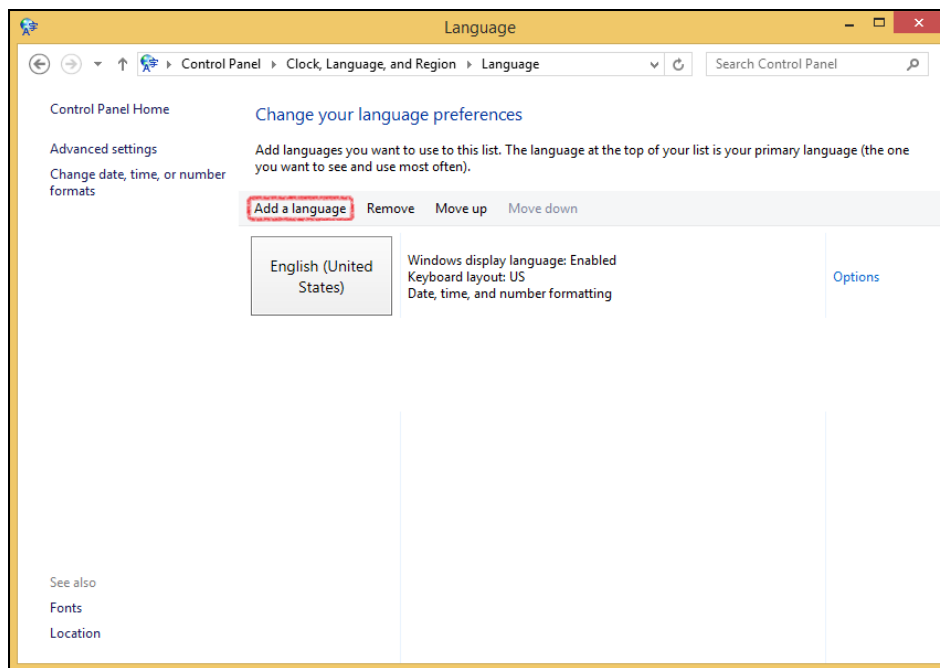 Language
Control Panel Clock, Language, and Region Language
Search Control Panel
Control Panel Home
Advanced settings
Change date, time, or number
formats
See also
Fonts
Location
Change your language preferences
Add languages you want to use to this list. The language at the top of your list is your primary language (the one
you want to see and use most often).
Add a language Remove Move up Move down
English (United
States)
Windows display language: Enabled
Keyboard layout: US
Date, time, and number formatting
Options